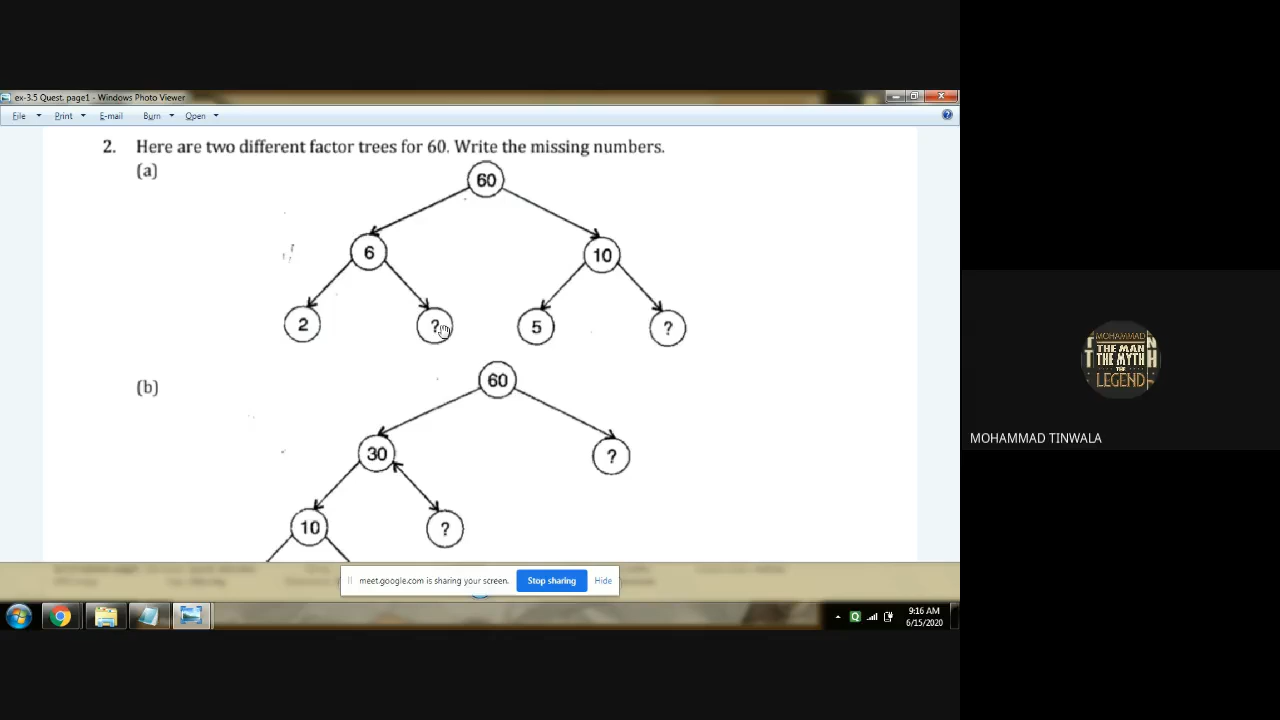 ex-3.5 Quest. page1 - Windows Photo Viewer
File Print E-mail Burn Open
2. Here are two different factor trees for 60. Write the missing numbers.
(a)
60
6 10
2 ? 5 ?
(b)
60
30 ?
10 ?
meet.google.com is sharing your screen. Stop sharing Hide
9:16 AM
6/15/2020
MOHAMMAD
THE MAN
THE MYTH
THE
LEGEND
MOHAMMAD TINWALA